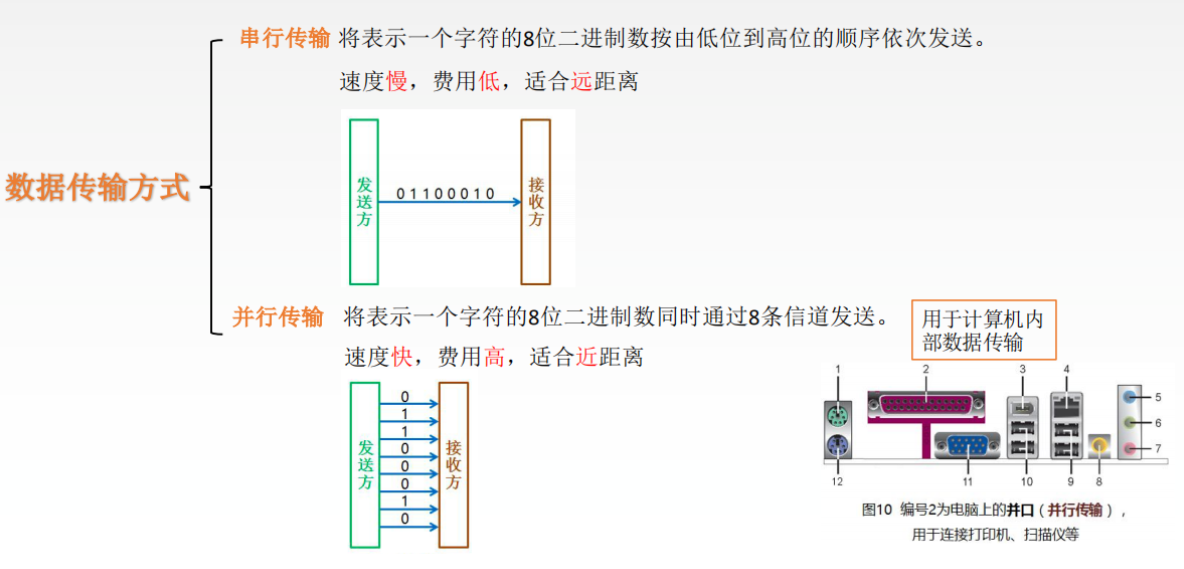 串行传输 将表示一个字符的8位二进制数按由低位到高位的顺序依次发送。
速度慢，费用低，适合远距离
发送方
01100010
接收方
数据传输方式
并行传输 将表示一个字符的8位二进制数同时通过8条信道发送。
速度快，费用高，适合近距离
发送方
0
1
1
0
0
0
1
0
接收方
用于计算机内
部数据传输
1 2 3 4
5
6
7
12 11 10 9 8
图10 编号2为电脑上的并口（并行传输），
用于连接打印机、扫描仪等